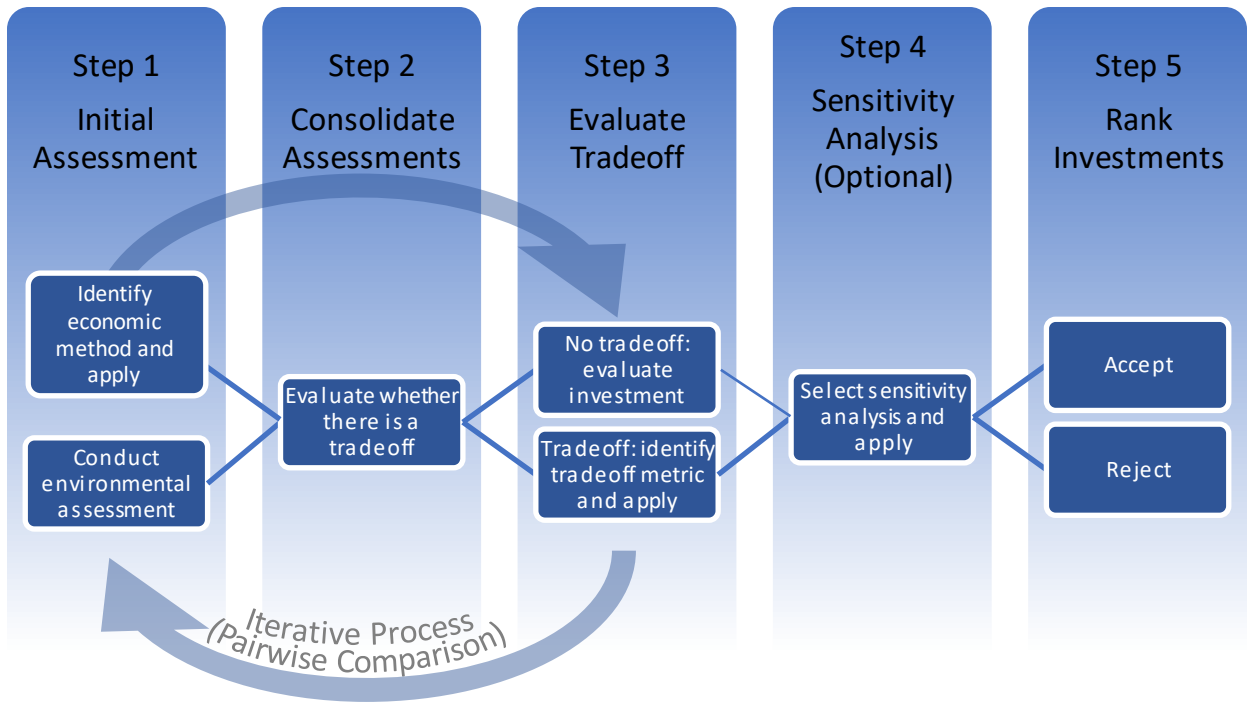 Step 1
Initial
Assessment
Step 2
Consolidate
Assessments
Step 3
Evaluate
Tradeoff
Step 4
Sensitivity
Analysis
(Optional)
Step 5
Rank
Investments
Identify
economic
method and
apply
Conduct
environmental
assessment
Evaluate whether
there is a
tradeoff
No tradeoff:
evaluate
investment
Tradeoff: identify
tradeoff metric
and apply
Select sensitivity
analysis and
apply
Accept
Reject
Iterative Process
(Pairwise Comparison)